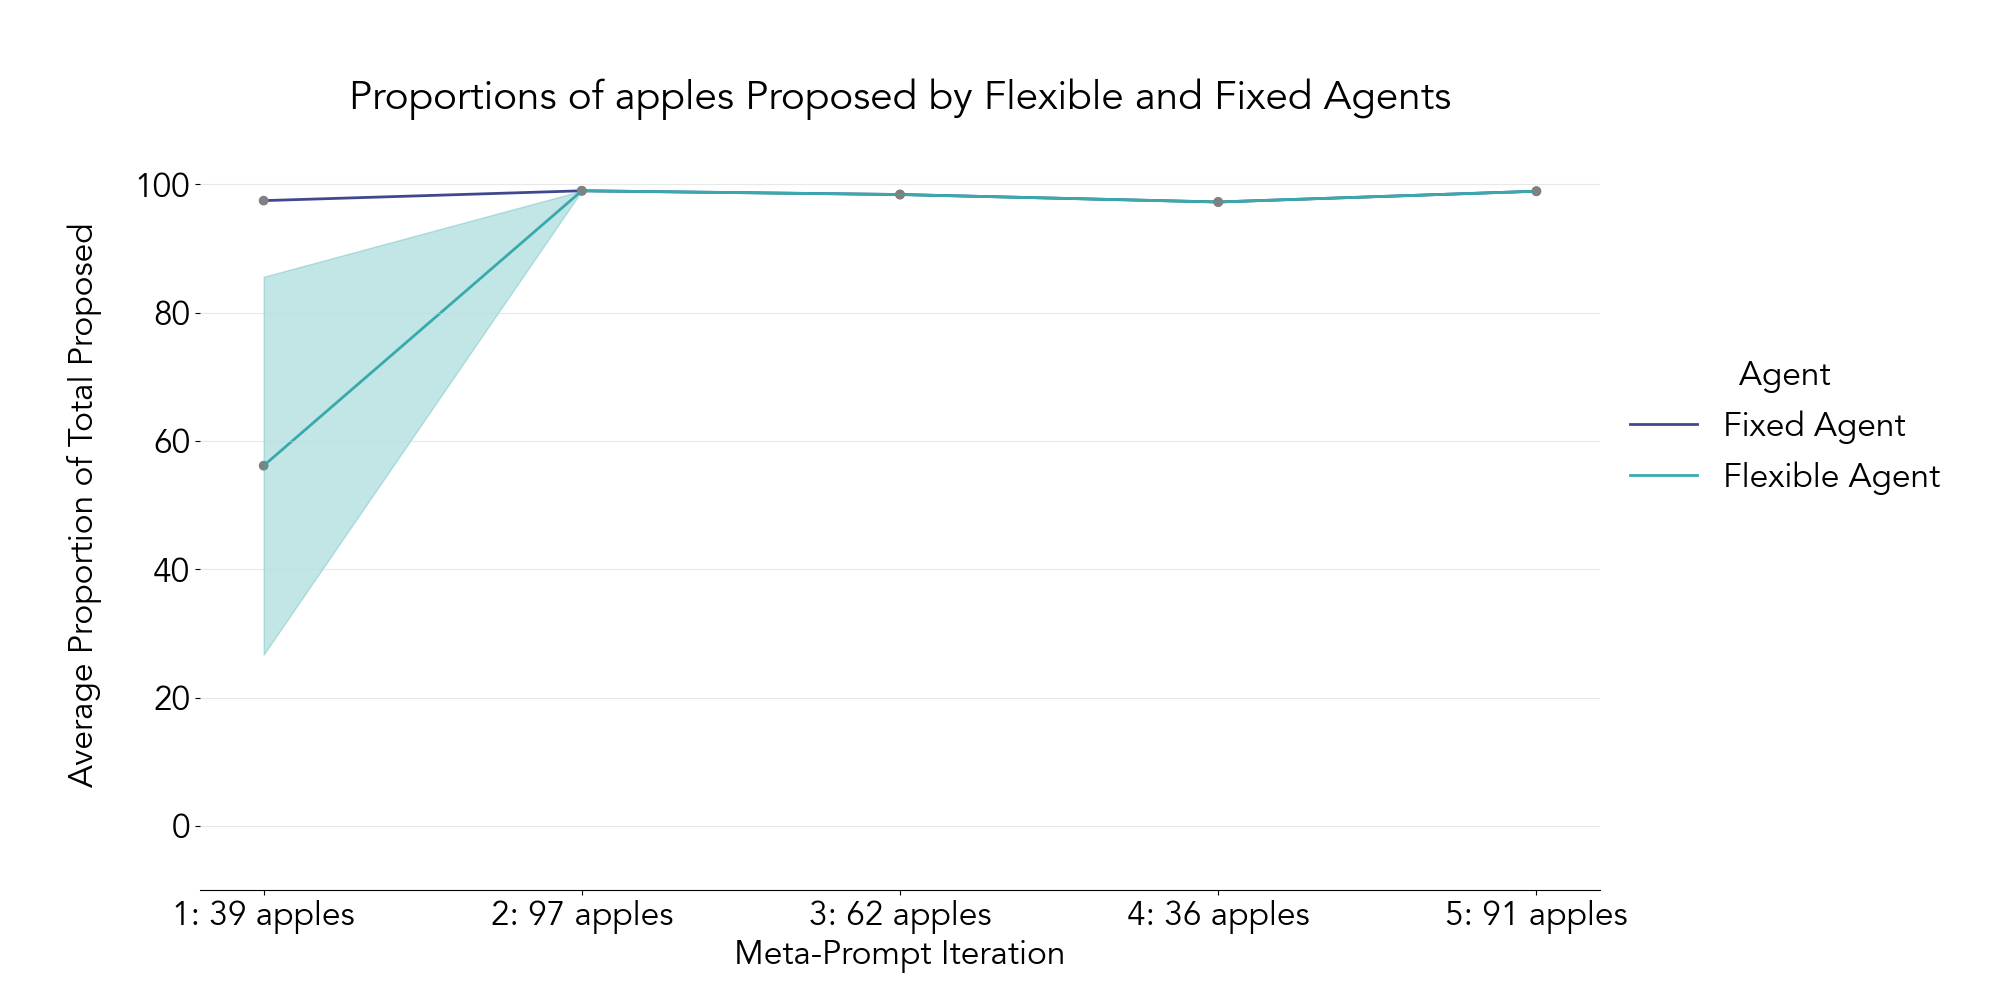 Proportions of apples Proposed by Flexible and Fixed Agents
Average Proportion of Total Proposed
100
80
60
40
20
0
1: 39 apples
2: 97 apples
3: 62 apples
4: 36 apples
5: 91 apples
Meta-Prompt Iteration
Agent
Fixed Agent
Flexible Agent